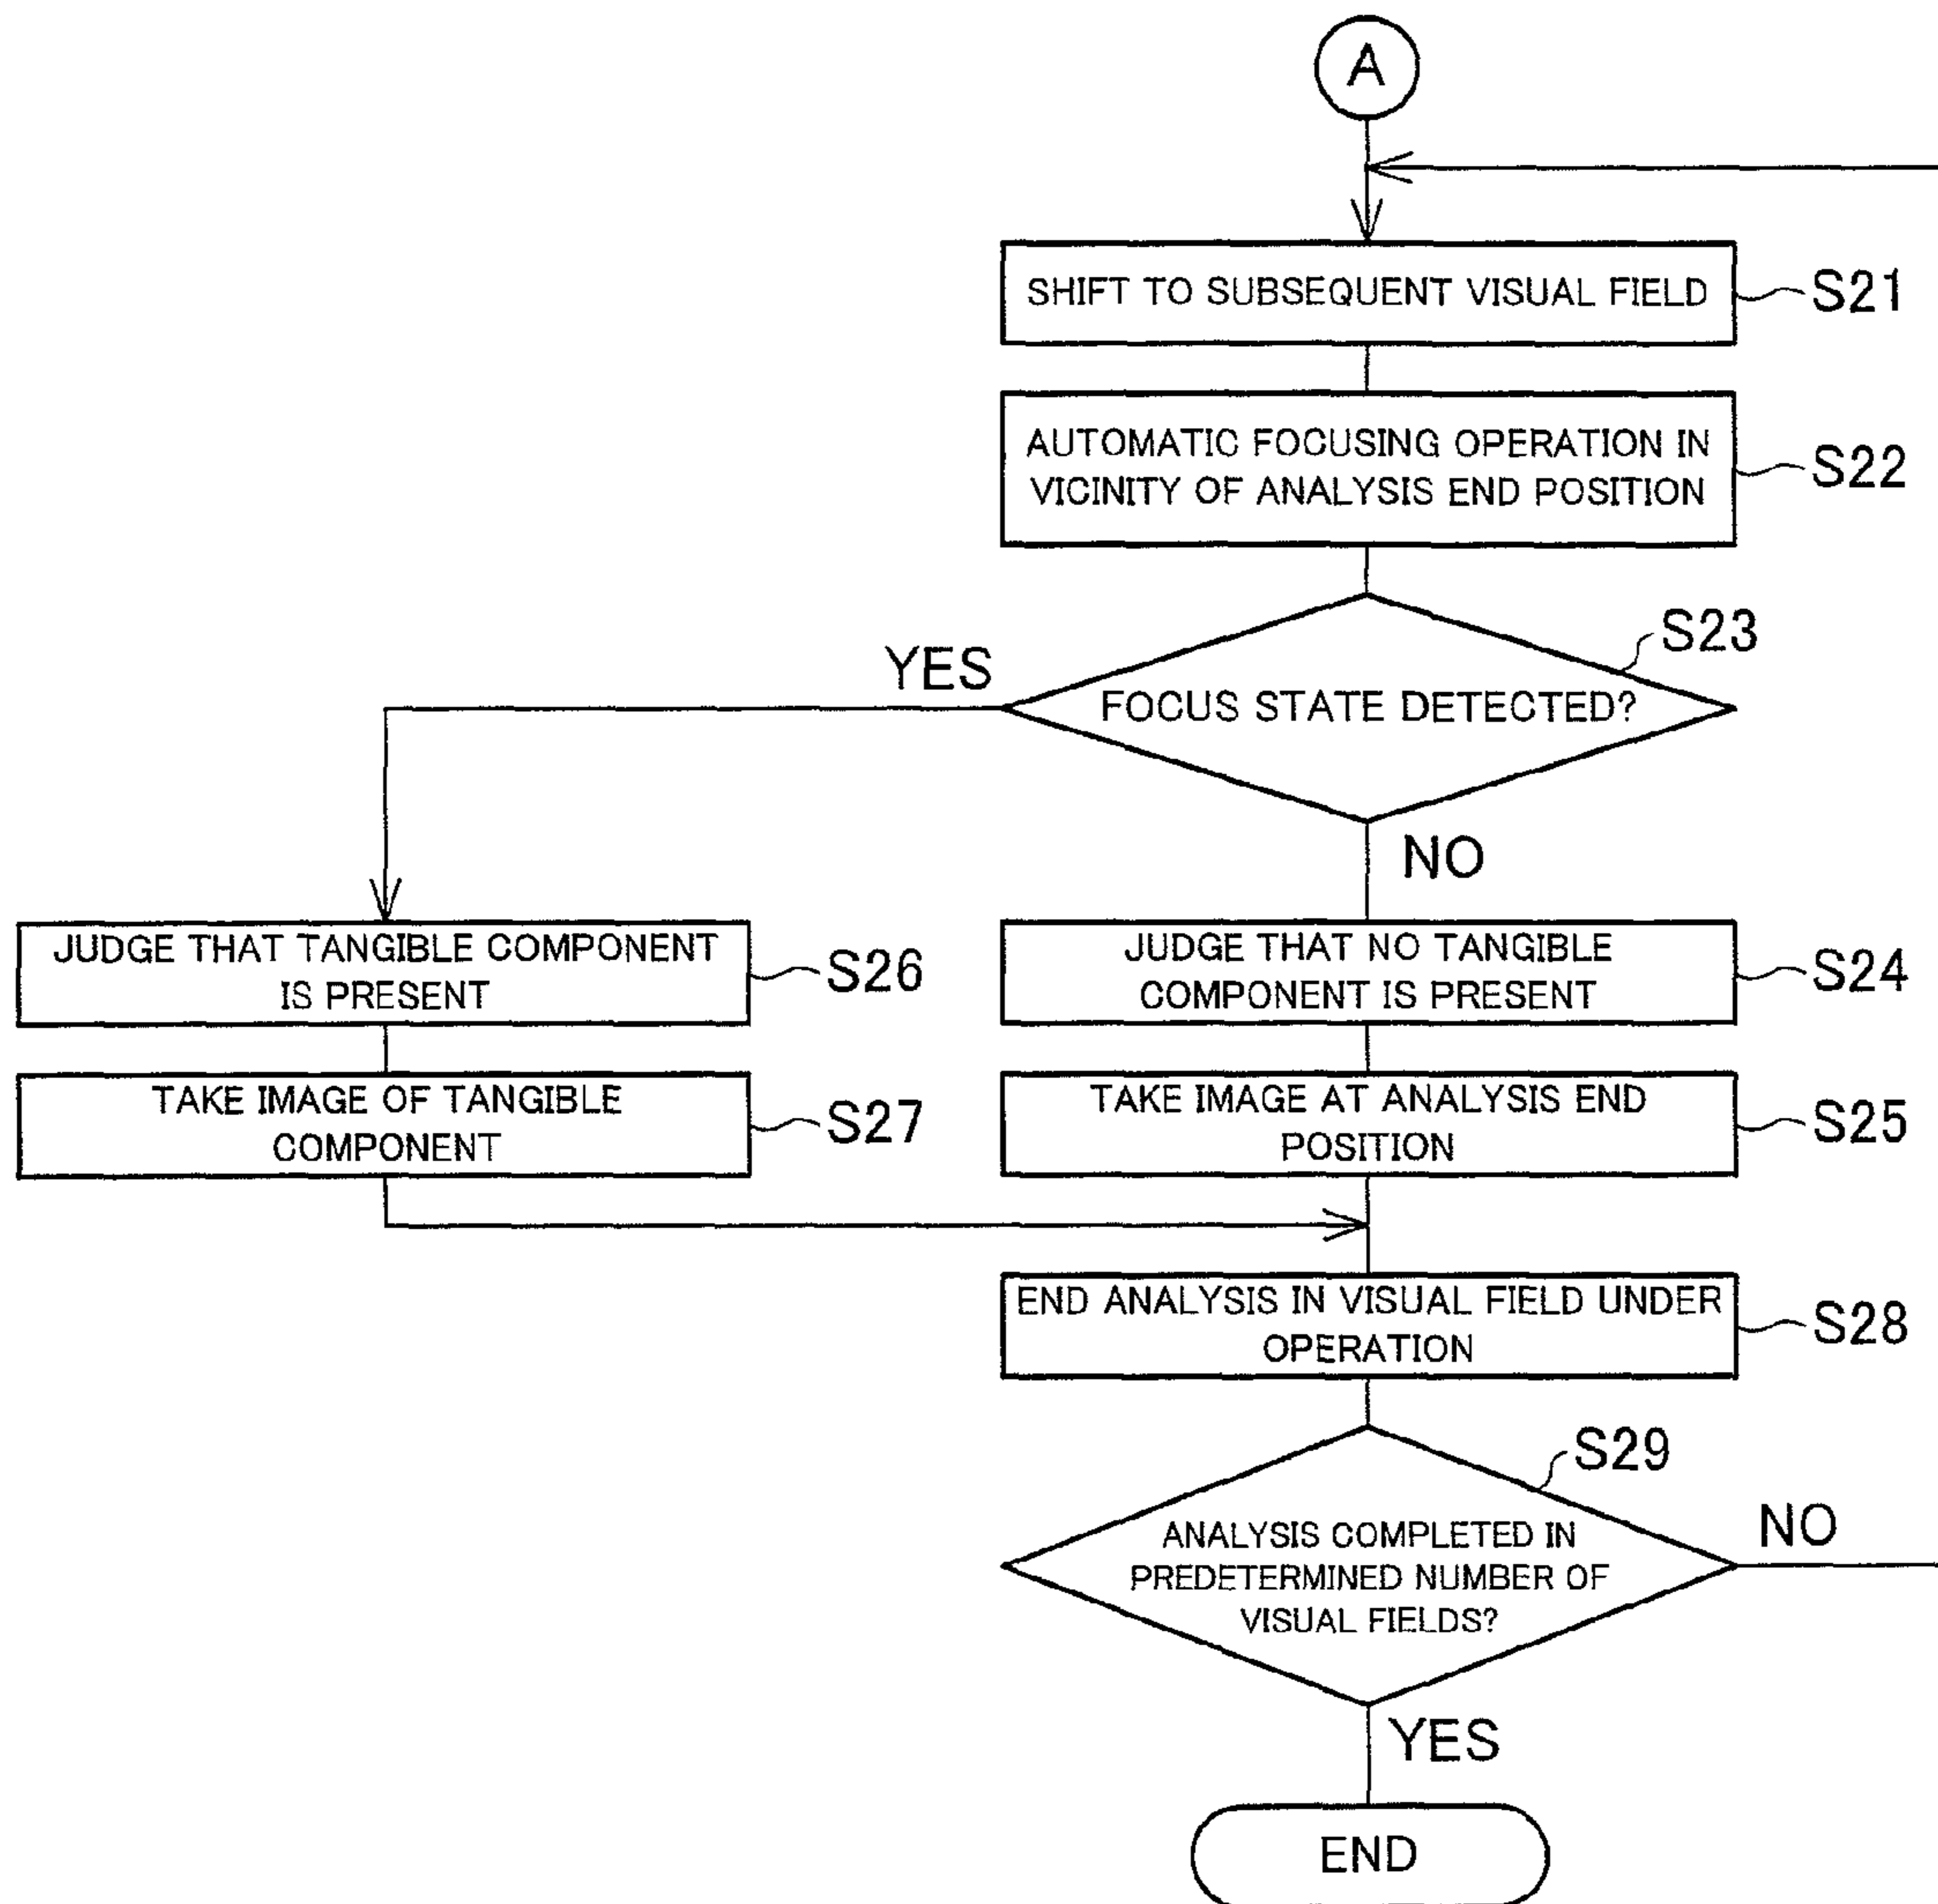 A
SHIFT TO SUBSEQUENT VISUAL FIELD
S21
AUTOMATIC FOCUSING OPERATION IN
VICINITY OF ANALYSIS END POSITION
S22
S23
YES
FOCUS STATE DETECTED?
NO
JUDGE THAT TANGIBLE COMPONENT
IS PRESENT
S26
JUDGE THAT NO TANGIBLE
COMPONENT IS PRESENT
S24
TAKE IMAGE OF TANGIBLE
COMPONENT
S27
TAKE IMAGE AT ANALYSIS END
POSITION
S25
END ANALYSIS IN VISUAL FIELD UNDER
OPERATION
S28
S29
ANALYSIS COMPLETED IN
PREDETERMINED NUMBER OF
VISUAL FIELDS?
NO
YES
END